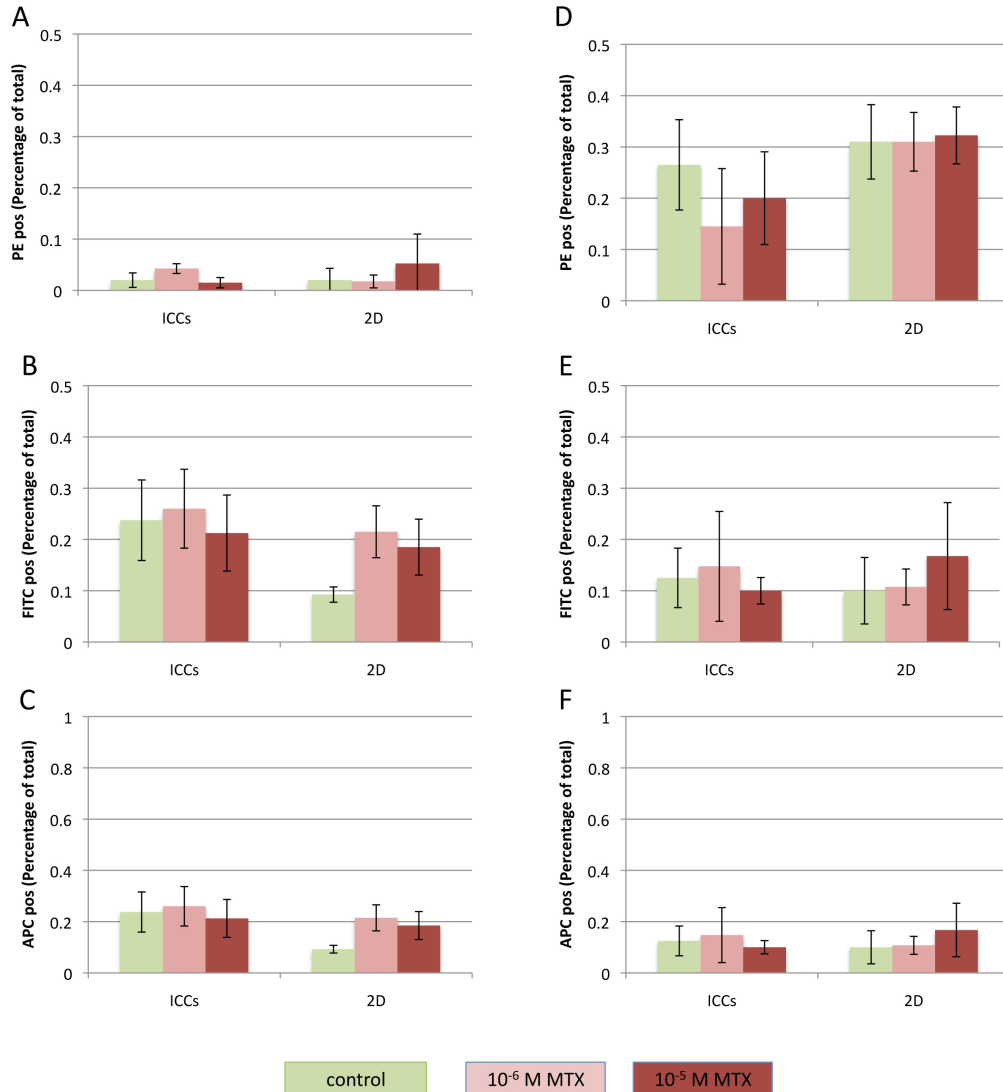 A
PE pos (Percentage of total)
0.5
0.4
0.3
0.2
0.1
0
ICCs 2D
D
PE pos (Percentage of total)
0.5
0.4
0.3
0.2
0.1
0
ICCs 2D
B
FITC pos (Percentage of total)
0.5
0.4
0.3
0.2
0.1
0
ICCs 2D
E
FITC pos (Percentage of total)
0.5
0.4
0.3
0.2
0.1
0
ICCs 2D
C
APC pos (Percentage of total)
1
0.8
0.6
0.4
0.2
0
ICCs 2D
F
APC pos (Percentage of total)
1
0.8
0.6
0.4
0.2
0
ICCs 2D
control 10⁻⁶ M MTX 10⁻⁵ M MTX